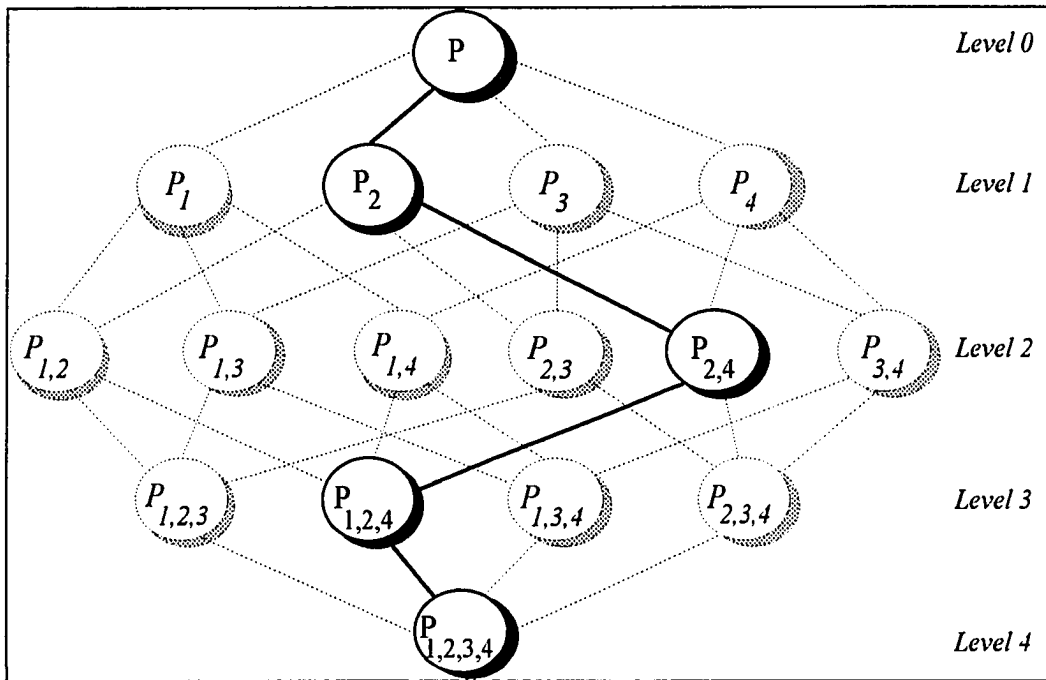 P Level 0
P1 P2 P3 P4 Level 1
P1,2 P1,3 P1,4 P2,3 P2,4 P3,4 Level 2
P1,2,3 P1,2,4 P1,3,4 P2,3,4 Level 3
P1,2,3,4 Level 4